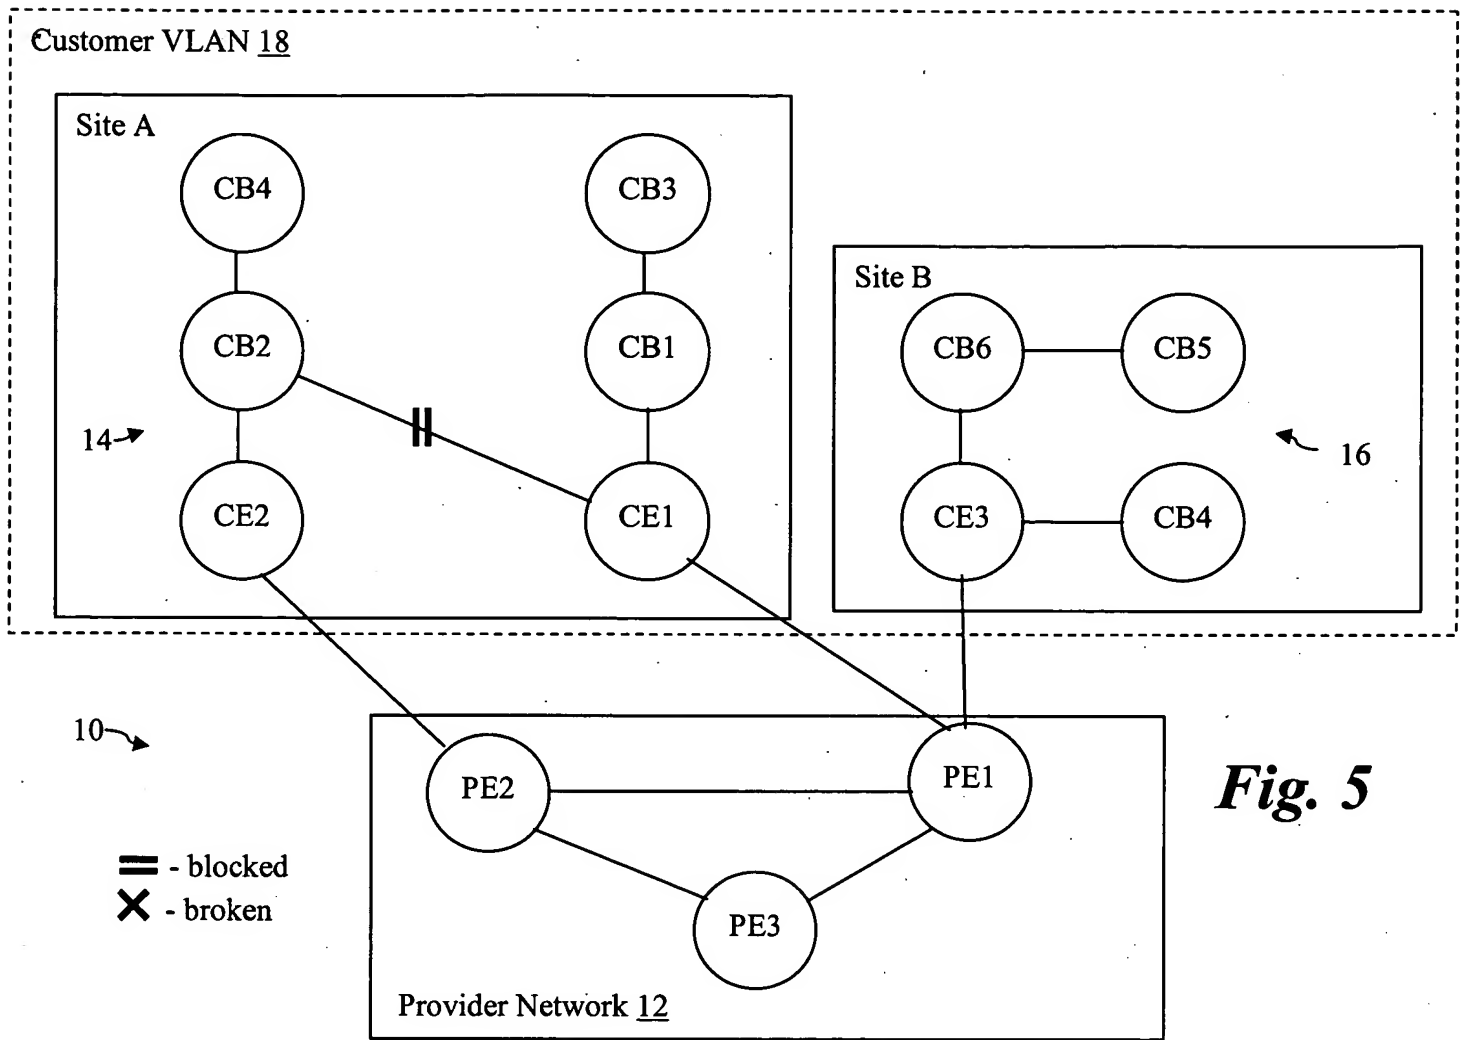 Customer VLAN 18
Site A
CB4
CB3
Site B
CB2
CB1
CB6
CB5
14
16
CE2
CE1
CE3
CB4
10
PE2
PE1
Fig. 5
- blocked
- broken
PE3
Provider Network 12